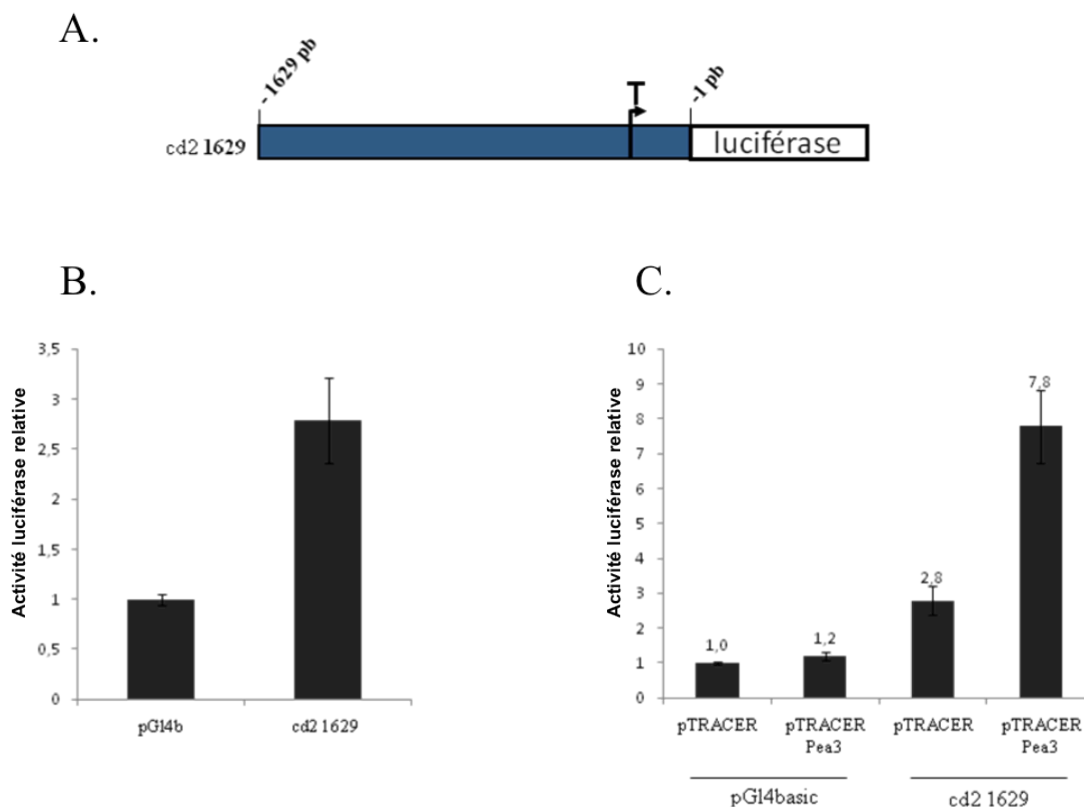 A.
- 1629 pb
T
-1 pb
cd2 1629
luciférase
B.
Activité luciférase relative
3,5
3
2,5
2
1,5
1
0,5
0
pGl4b
cd2 1629
C.
Activité luciférase relative
10
9
8
7
6
5
4
3
2
1
0
1,0
1,2
2,8
7,8
pTRACER
pTRACER
Pea3
pTRACER
pTRACER
Pea3
pGl4basic
cd2 1629